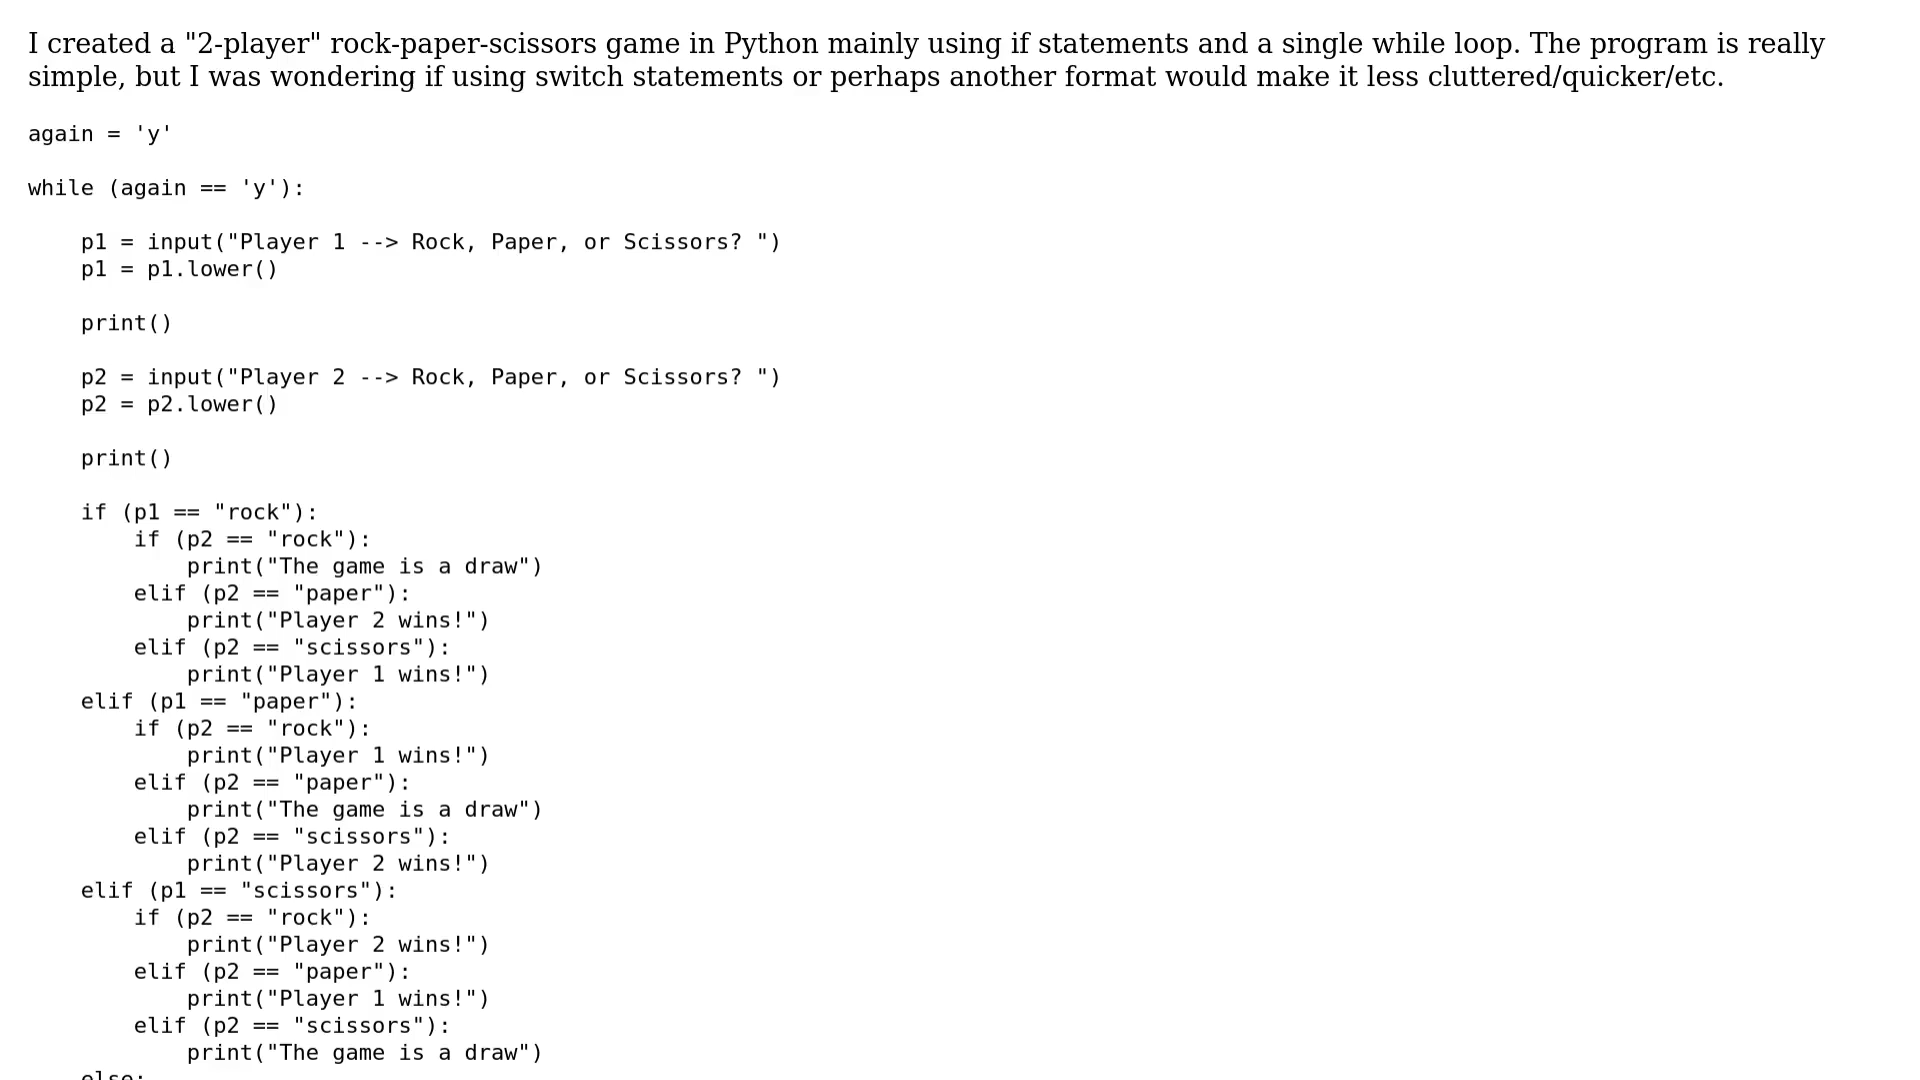 I created a "2-player" rock-paper-scissors game in Python mainly using if statements and a single while loop. The program is really
simple, but I was wondering if using switch statements or perhaps another format would make it less cluttered/quicker/etc.
again = 'y'
while (again == 'y'):
    p1 = input("Player 1 --> Rock, Paper, or Scissors? ")
    p1 = p1.lower()
    print()
    p2 = input("Player 2 --> Rock, Paper, or Scissors? ")
    p2 = p2.lower()
    print()
    if (p1 == "rock"):
        if (p2 == "rock"):
            print("The game is a draw")
        elif (p2 == "paper"):
            print("Player 2 wins!")
        elif (p2 == "scissors"):
            print("Player 1 wins!")
    elif (p1 == "paper"):
        if (p2 == "rock"):
            print("Player 1 wins!")
        elif (p2 == "paper"):
            print("The game is a draw")
        elif (p2 == "scissors"):
            print("Player 2 wins!")
    elif (p1 == "scissors"):
        if (p2 == "rock"):
            print("Player 2 wins!")
        elif (p2 == "paper"):
            print("Player 1 wins!")
        elif (p2 == "scissors"):
            print("The game is a draw")
    else: